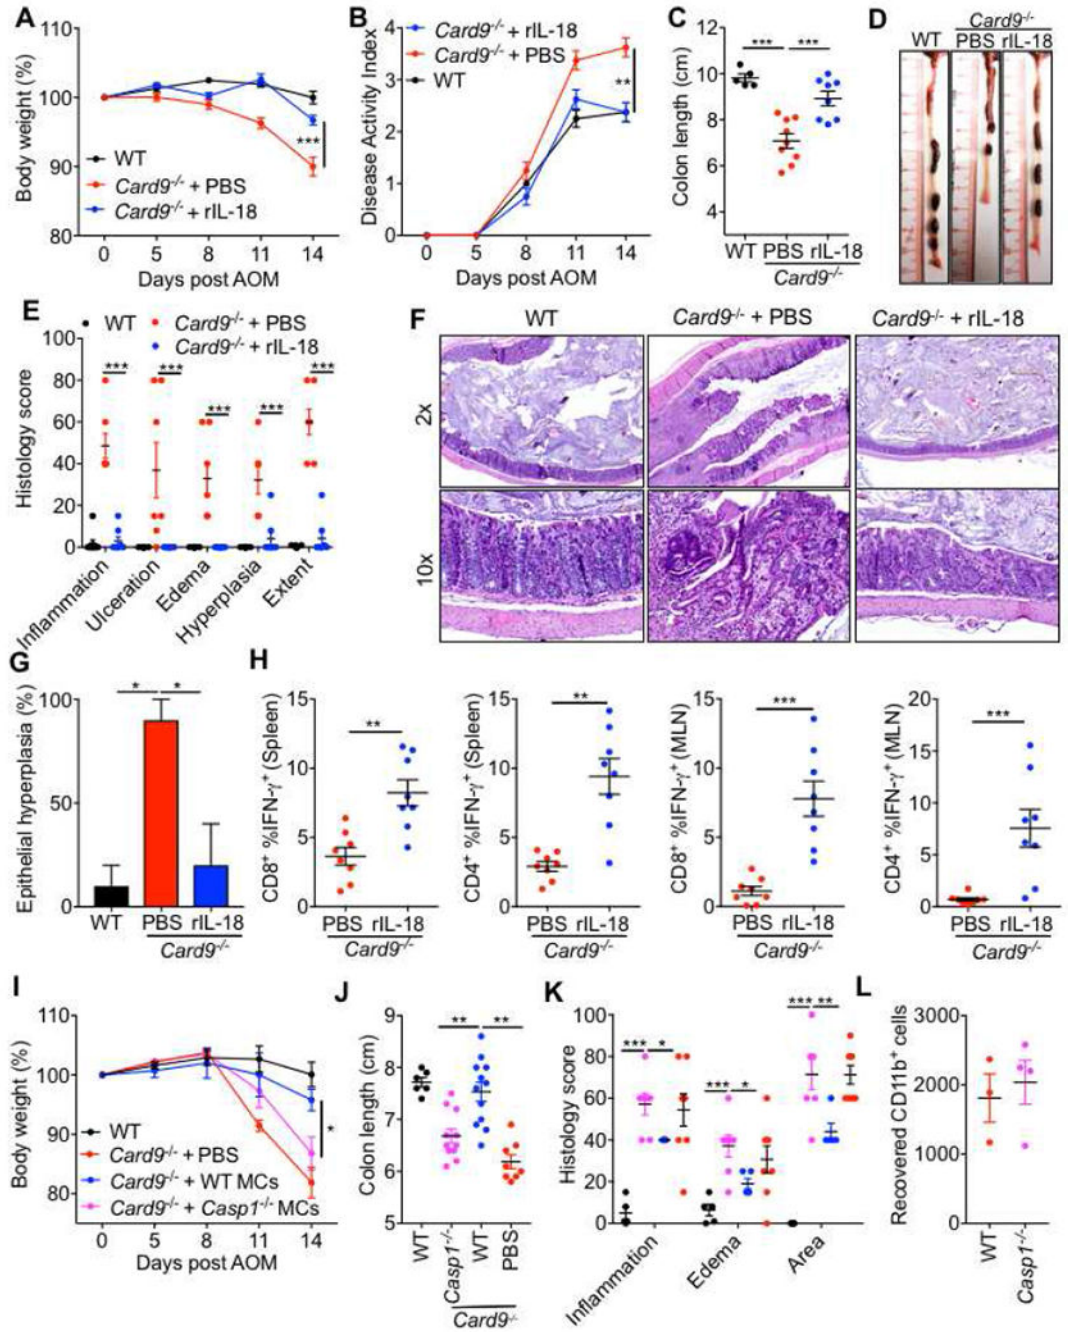 A
110
100
90
80
Body weight (%)
***
WT
Card9-/- + PBS
Card9-/- + rIL-18
0 5 8 11 14
Days post AOM
B
Card9-/- + rIL-18
Card9-/- + PBS
WT
4
3
2
1
0
Disease Activity Index
**
0 5 8 11 14
Days post AOM
C
12
10
8
6
4
Colon length (cm)
*** ***
WT PBS rIL-18
Card9-/-
D
Card9-/-
WT PBS rIL-18
E
WT
Card9-/- + PBS
Card9-/- + rIL-18
100
80
60
40
20
0
Histology score
*** *** *** *** ***
Inflammation
Ulceration
Edema
Hyperplasia
Extent
F
WT Card9-/- + PBS Card9-/- + rIL-18
2x
10x
G
100
50
0
Epithelial hyperplasia (%)
* *
WT PBS rIL-18
Card9-/-
H
15
10
5
0
CD8+ %IFN-γ+ (Spleen)
**
PBS rIL-18
Card9-/-
15
10
5
0
CD4+ %IFN-γ+ (Spleen)
**
PBS rIL-18
Card9-/-
15
10
5
0
CD8+ %IFN-γ+ (MLN)
***
PBS rIL-18
Card9-/-
20
15
10
5
0
CD4+ %IFN-γ+ (MLN)
***
PBS rIL-18
Card9-/-
I
110
100
90
80
Body weight (%)
*
WT
Card9-/- + PBS
Card9-/- + WT MCs
Card9-/- + Casp1-/- MCs
0 5 8 11 14
Days post AOM
J
9
8
7
6
5
Colon length (cm)
** **
WT
Casp1-/-
WT
PBS
Card9-/-
K
100
80
60
40
20
0
Histology score
*** * *** * *** **
Inflammation
Edema
Area
L
3000
2000
1000
0
Recovered CD11b+ cells
WT
Casp1-/-